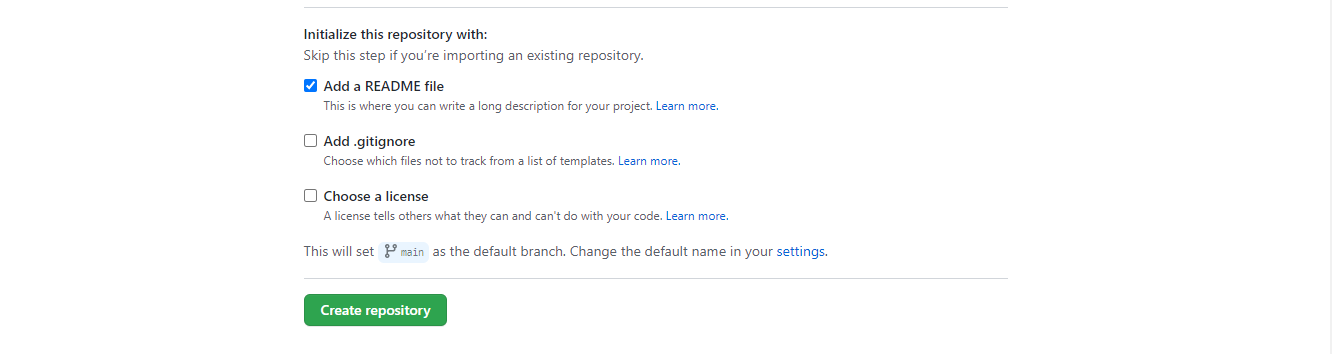 Initialize this repository with:
Skip this step if you’re importing an existing repository.
Add a README file
This is where you can write a long description for your project. Learn more.
Add .gitignore
Choose which files not to track from a list of templates. Learn more.
Choose a license
A license tells others what they can and can't do with your code. Learn more.
This will set main as the default branch. Change the default name in your settings.
Create repository